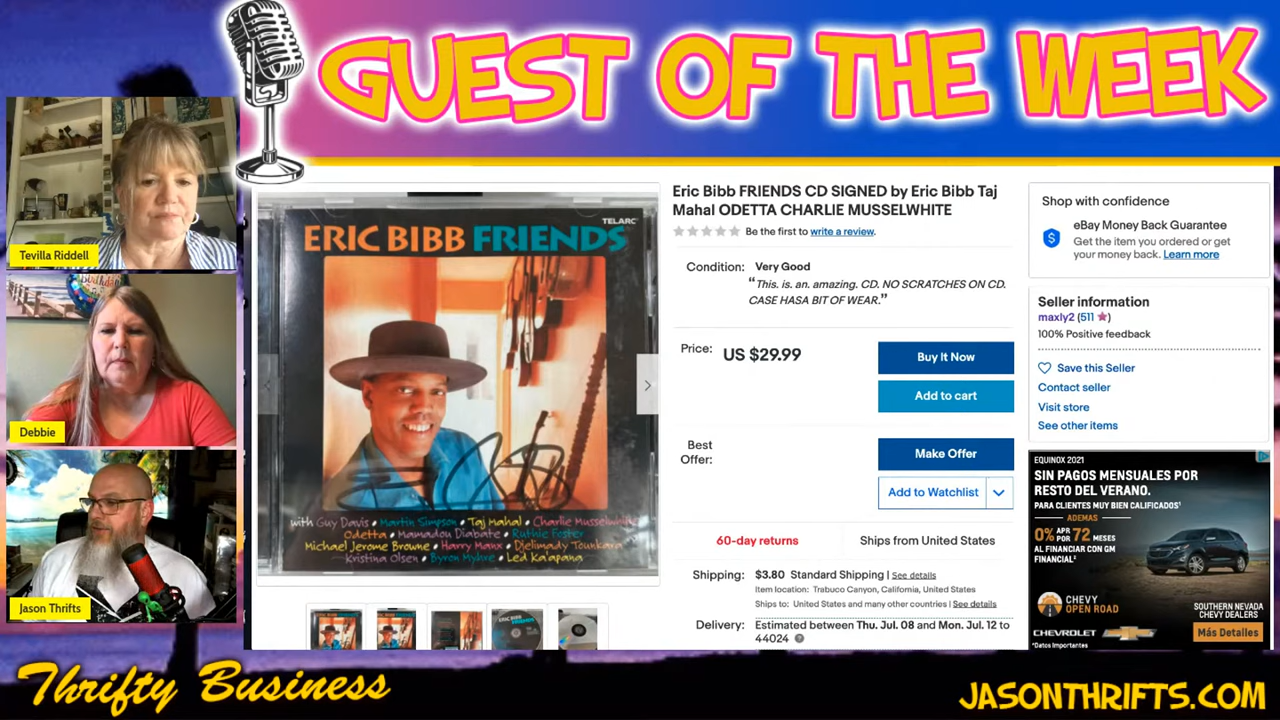 GUEST OF THE WEEK
Tevilla Riddell
Debbie
Jason Thrifts
TELARC
ERIC BIBB FRIENDS
with Guy Davis • Martin Simpson • Taj Mahal • Charlie Musselwhite
Odetta • Mamadou Diabate • Ruthie Foster
Michael Jerome Browne • Harry Manx • Djelimady Tounkara
Kristina Olsen • Byron Myhre • Led Ka'apana
Eric Bibb FRIENDS CD SIGNED by Eric Bibb Taj
Mahal ODETTA CHARLIE MUSSELWHITE
Be the first to write a review.
Condition: Very Good
“This. is. an. amazing. CD. NO SCRATCHES ON CD.
CASE HASA BIT OF WEAR.”
Price: US $29.99
Buy It Now
Add to cart
Best
Offer:
Make Offer
Add to Watchlist
60-day returns
Ships from United States
Shipping: $3.80 Standard Shipping | See details
Item location: Trabuco Canyon, California, United States
Ships to: United States and many other countries | See details
Delivery: Estimated between Thu. Jul. 08 and Mon. Jul. 12 to
44024
Shop with confidence
eBay Money Back Guarantee
Get the item you ordered or get
your money back. Learn more
Seller information
maxly2 (511)
100% Positive feedback
Save this Seller
Contact seller
Visit store
See other items
EQUINOX 2021
SIN PAGOS MENSUALES POR
RESTO DEL VERANO.
PARA CLIENTES MUY BIEN CALIFICADOS¹
ADEMAS
0% APR POR 72 MESES
AL FINANCIAR CON GM
FINANCIAL²
CHEVY
OPEN ROAD
SOUTHERN NEVADA
CHEVY DEALERS
CHEVROLET
Más Detalles
*Datos Importantes
Thrifty Business
JASONTHRIFTS.COM